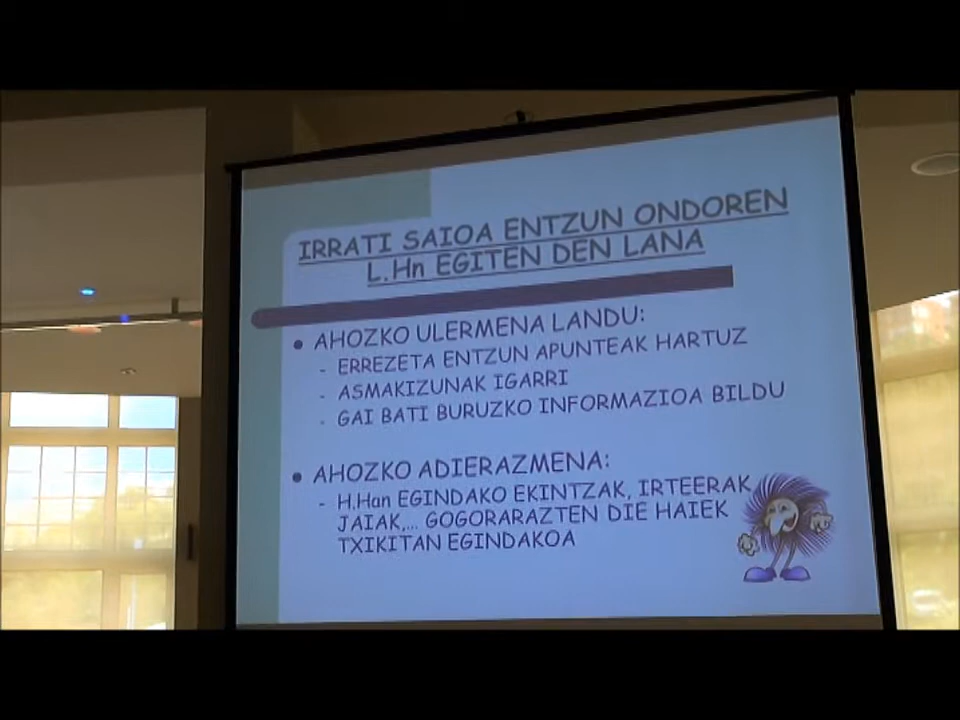 IRRATI SAIOA ENTZUN ONDOREN
L.Hn EGITEN DEN LANA
• AHOZKO ULERMENA LANDU:
- ERREZETA ENTZUN APUNTEAK HARTUZ
- ASMAKIZUNAK IGARRI
- GAI BATI BURUZKO INFORMAZIOA BILDU
• AHOZKO ADIERAZMENA:
- H.Han EGINDAKO EKINTZAK, IRTEERAK
JAIAK,... GOGORARAZTEN DIE HAIEK
TXIKITAN EGINDAKOA